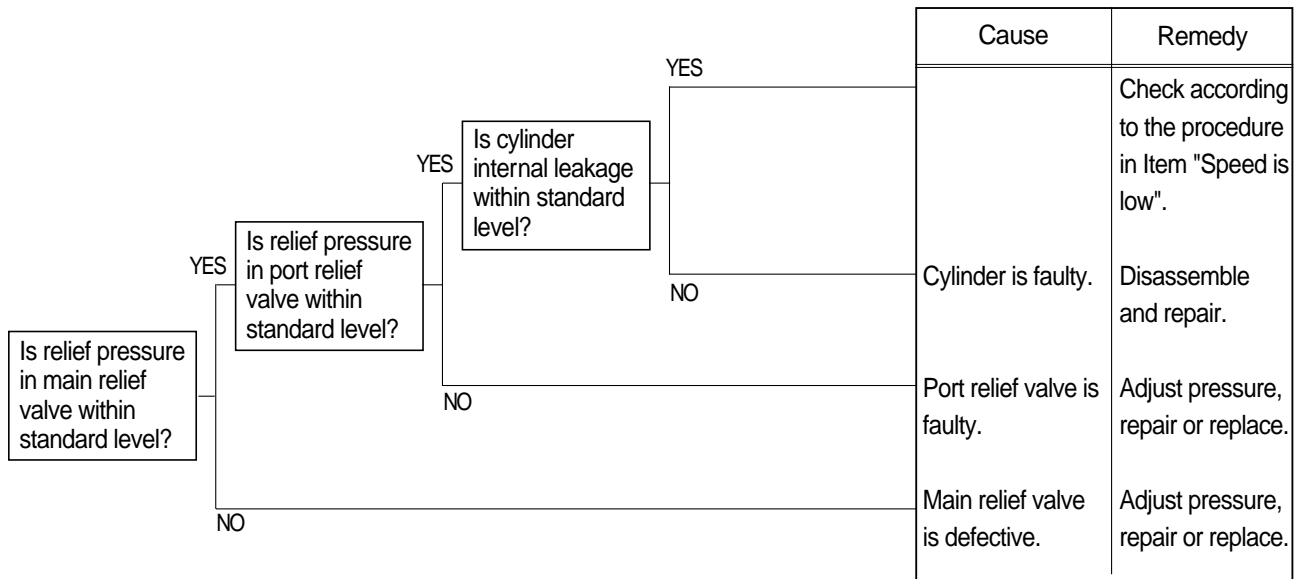 Cause
Remedy
YES
Check according
to the procedure
in Item "Speed is
low".
Is cylinder
internal leakage
within standard
level?
YES
NO
Cylinder is faulty.
Disassemble
and repair.
Is relief pressure
in port relief
valve within
standard level?
YES
NO
Port relief valve is
faulty.
Adjust pressure,
repair or replace.
Is relief pressure
in main relief
valve within
standard level?
NO
Main relief valve
is defective.
Adjust pressure,
repair or replace.